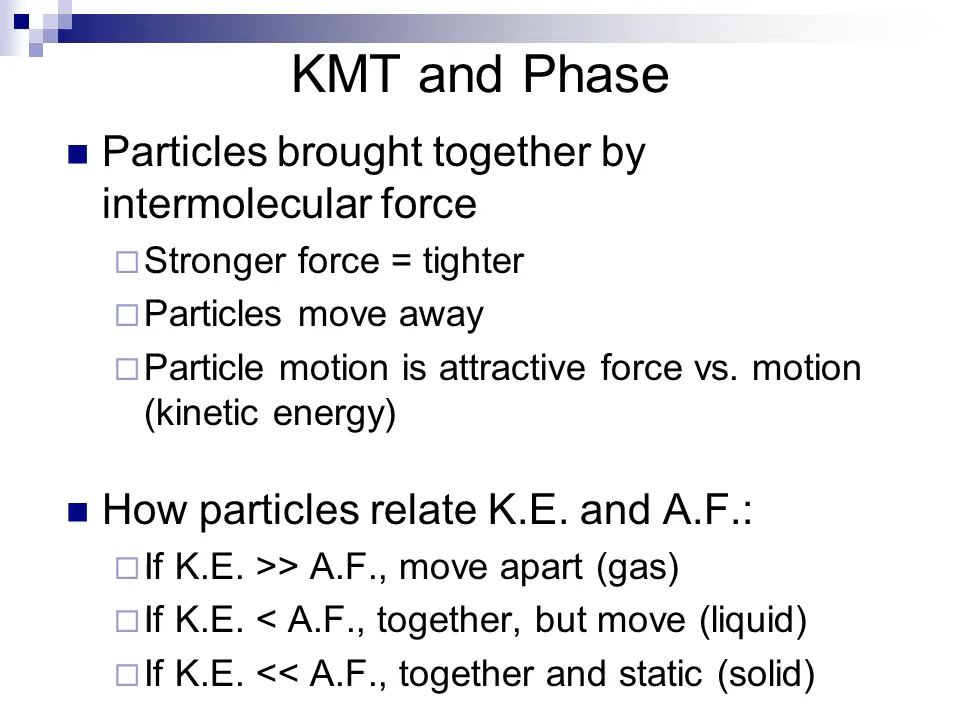 KMT and Phase
Particles brought together by
intermolecular force
Stronger force = tighter
Particles move away
Particle motion is attractive force vs. motion
(kinetic energy)
How particles relate K.E. and A.F.:
If K.E. >> A.F., move apart (gas)
If K.E. < A.F., together, but move (liquid)
If K.E. << A.F., together and static (solid)